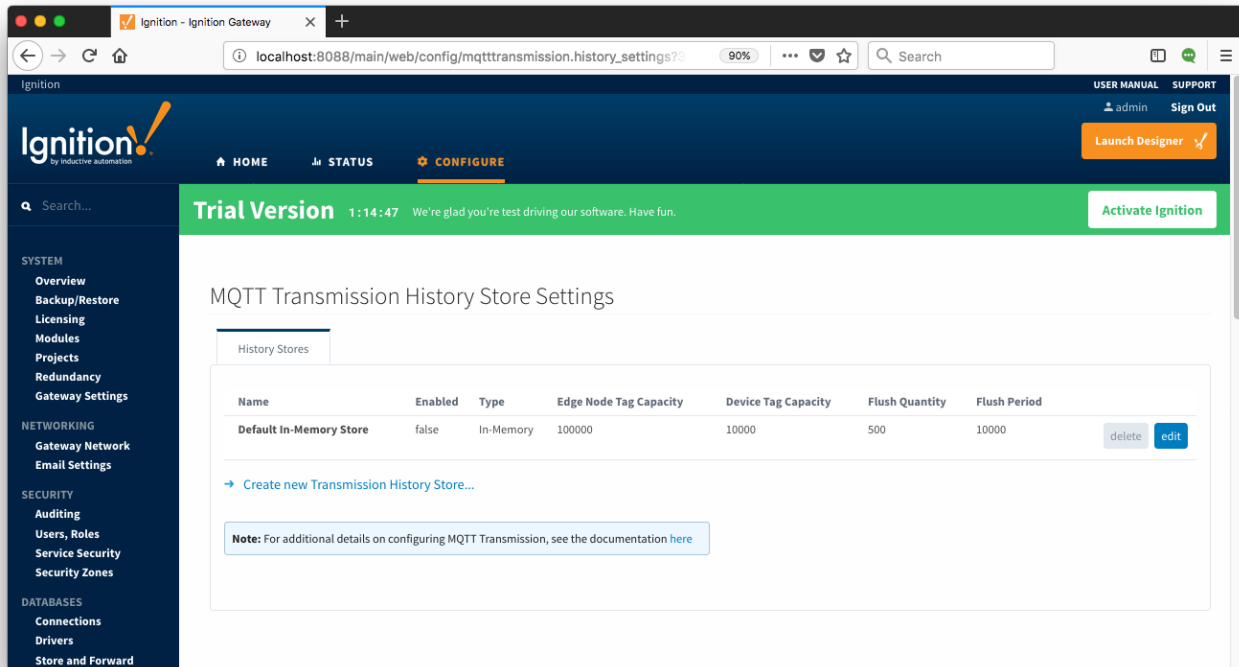 Ignition - Ignition Gateway
localhost:8088/main/web/config/mqtttransmission.history_settings?
90%
Search
Ignition
USER MANUAL SUPPORT
admin Sign Out
Ignition!
by inductive automation
HOME STATUS CONFIGURE
Launch Designer
Search...
Trial Version 1:14:47 We're glad you're test driving our software. Have fun.
Activate Ignition
SYSTEM
Overview
Backup/Restore
Licensing
Modules
Projects
Redundancy
Gateway Settings
NETWORKING
Gateway Network
Email Settings
SECURITY
Auditing
Users, Roles
Service Security
Security Zones
DATABASES
Connections
Drivers
Store and Forward
MQTT Transmission History Store Settings
History Stores
Name Enabled Type Edge Node Tag Capacity Device Tag Capacity Flush Quantity Flush Period
Default In-Memory Store false In-Memory 100000 10000 500 10000 delete edit
→ Create new Transmission History Store...
Note: For additional details on configuring MQTT Transmission, see the documentation here